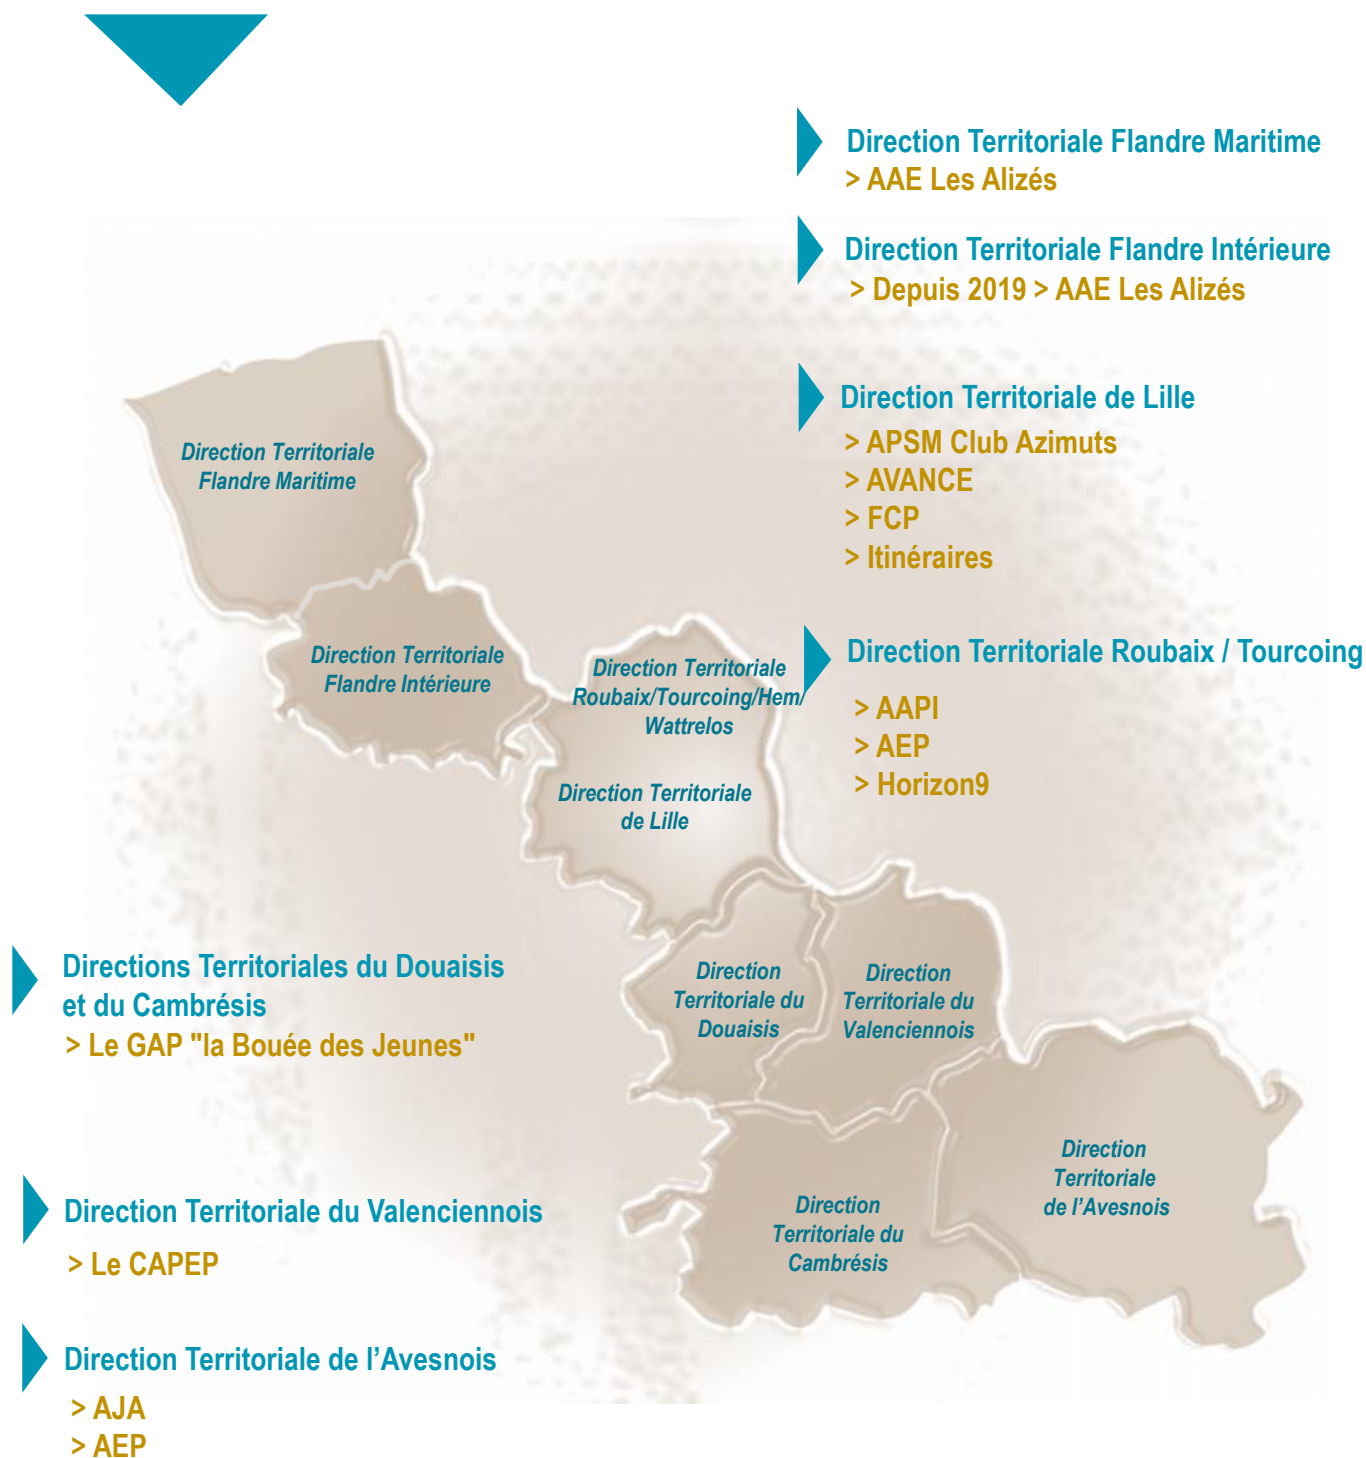 Direction Territoriale Flandre Maritime
> AAE Les Alizés
Direction Territoriale Flandre Intérieure
> Depuis 2019 > AAE Les Alizés
Direction Territoriale de Lille
> APSM Club Azimuts
> AVANCE
> FCP
> Itinéraires
Direction Territoriale Roubaix / Tourcoing
> AAPI
> AEP
> Horizon9
Direction Territoriale
Flandre Maritime
Direction Territoriale
Flandre Intérieure
Direction Territoriale
Roubaix/Tourcoing/Hem/
Wattrelos
Direction Territoriale
de Lille
Direction
Territoriale du
Douaisis
Direction
Territoriale du
Valenciennois
Direction
Territoriale du
Cambrésis
Direction
Territoriale
de l’Avesnois
Directions Territoriales du Douaisis
et du Cambrésis
> Le GAP "la Bouée des Jeunes"
Direction Territoriale du Valenciennois
> Le CAPEP
Direction Territoriale de l’Avesnois
> AJA
> AEP